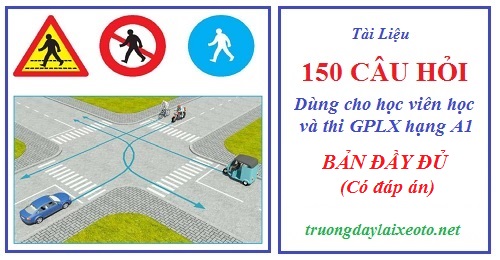 Tài Liệu
150 CÂU HỎI
Dùng cho học viên học
và thi GPLX hạng A1
BẢN ĐẦY ĐỦ
(Có đáp án)
truongdaylaixeoto.net